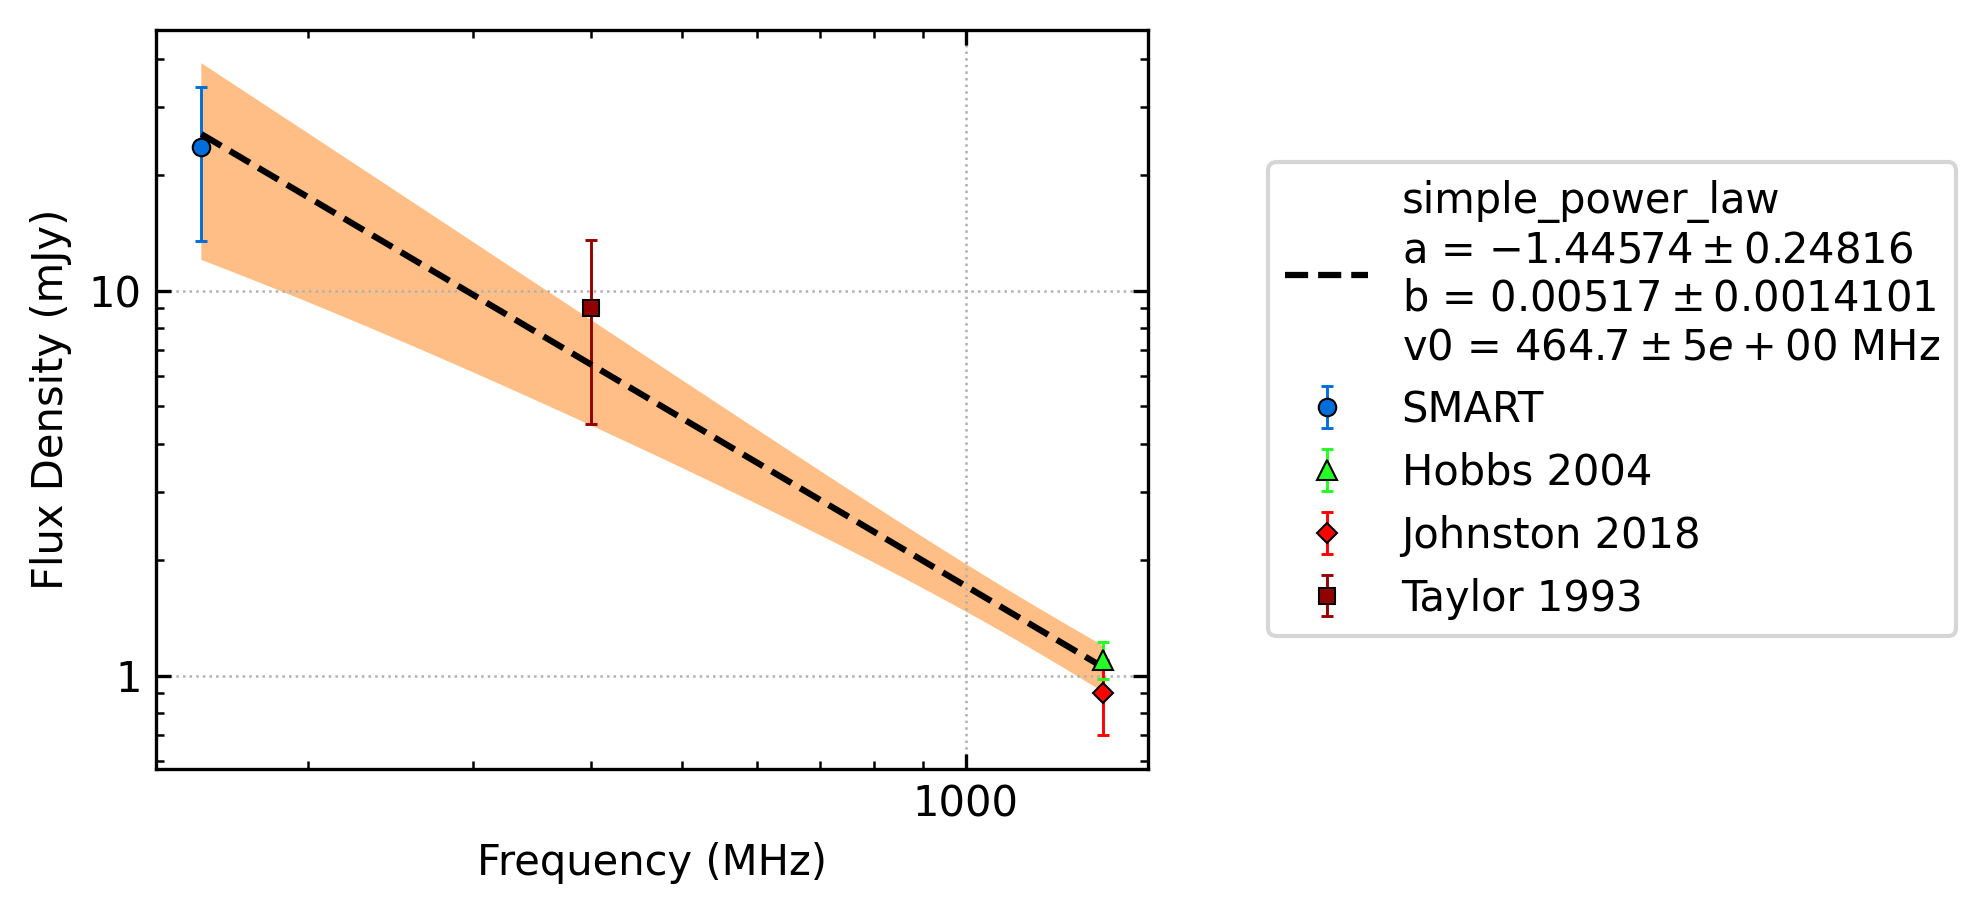 10
1
Flux Density (mJy)
1000
Frequency (MHz)
simple_power_law
a = −1.44574 ± 0.24816
b = 0.00517 ± 0.0014101
v0 = 464.7 ± 5e + 00 MHz
SMART
Hobbs 2004
Johnston 2018
Taylor 1993